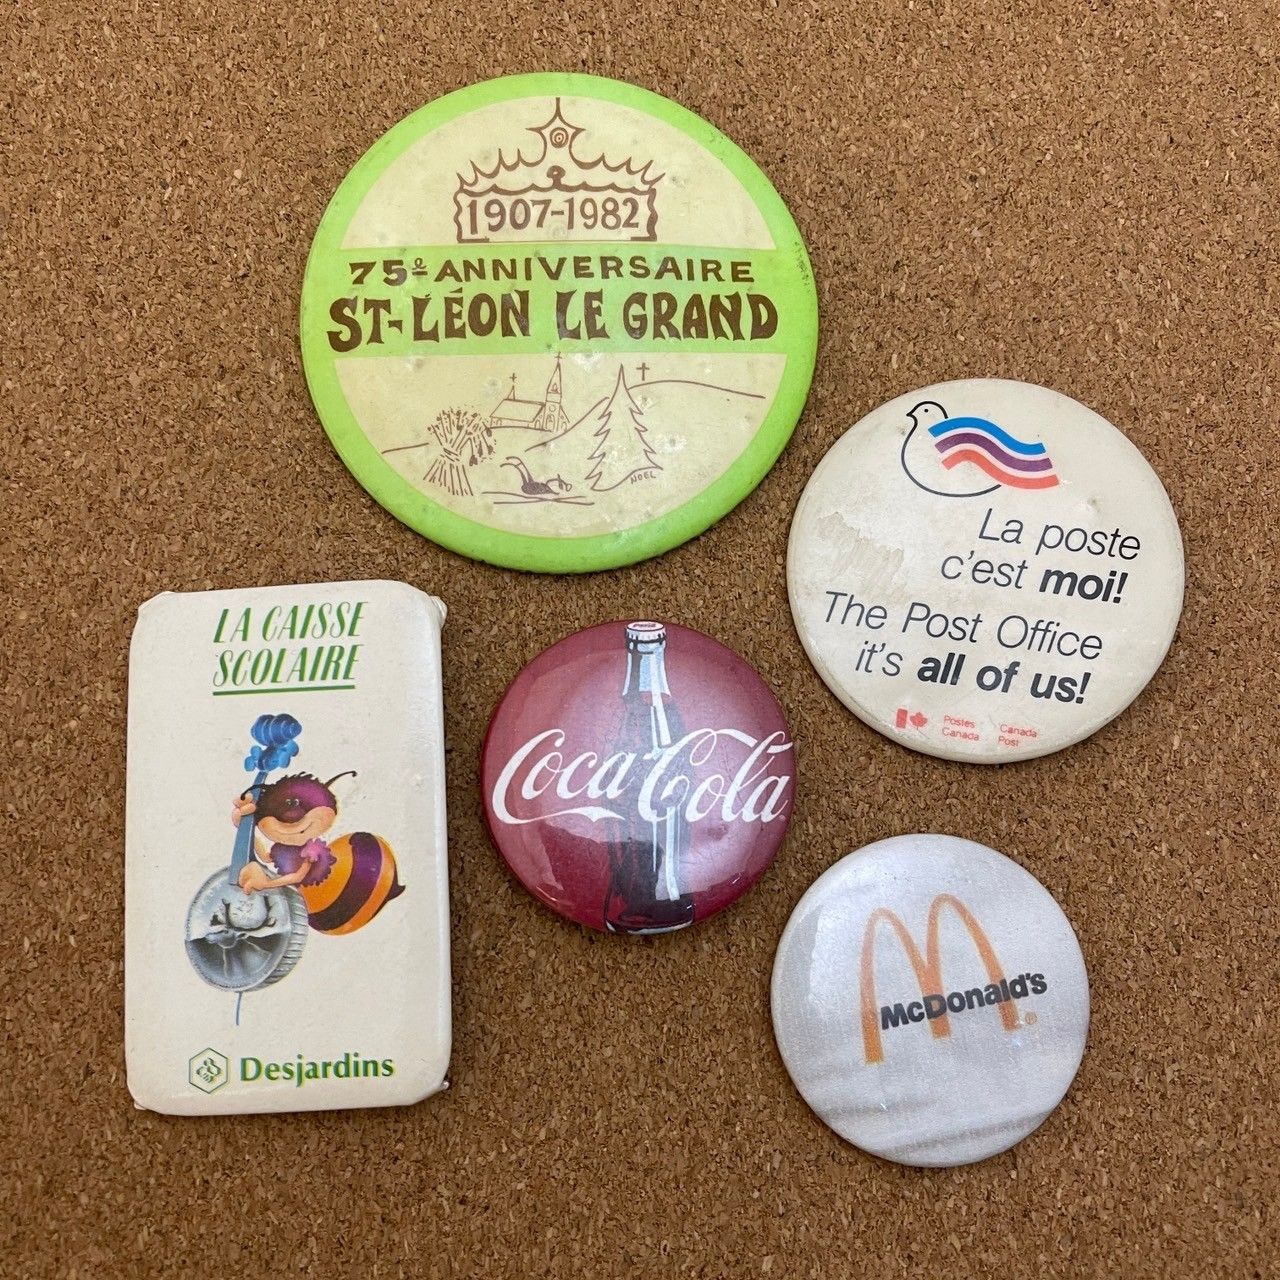 1907-1982
75e ANNIVERSAIRE
ST-LÉON LE GRAND
NOEL
La poste
c'est moi!
The Post Office
it's all of us!
Postes Canada
Canada Post
LA CAISSE
SCOLAIRE
Desjardins
Coca-Cola
McDonald's
®